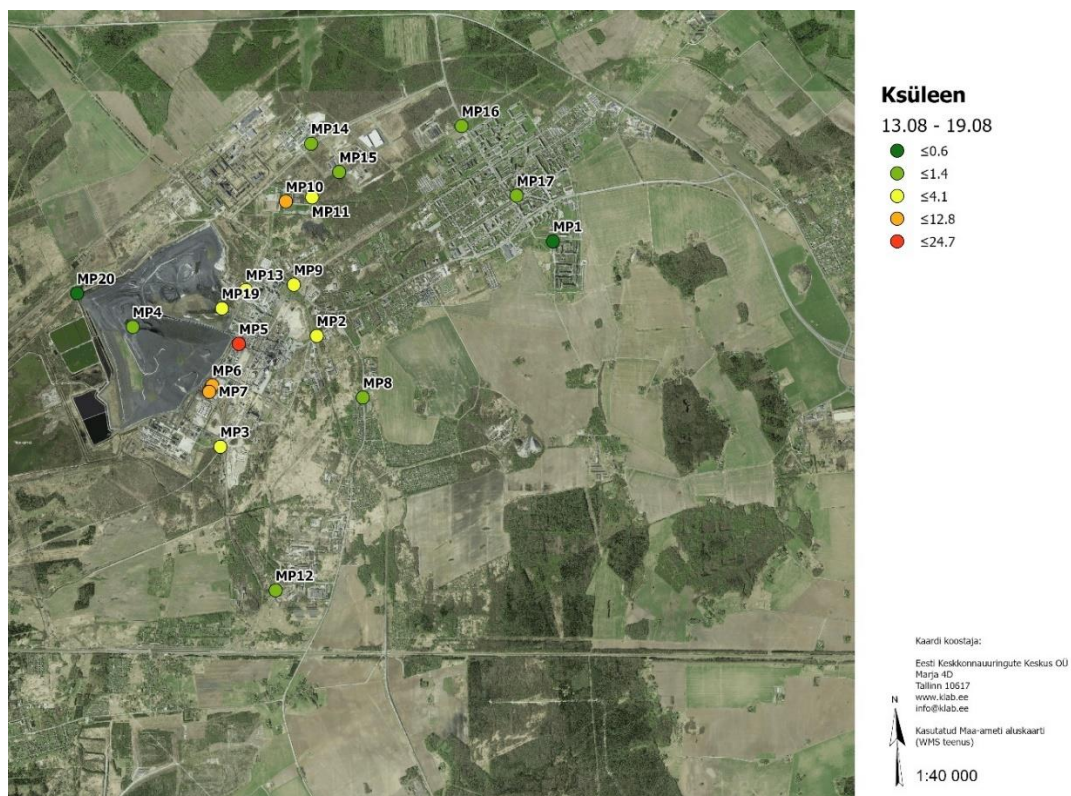 Ksüleen
13.08 - 19.08
≤0.6
≤1.4
≤4.1
≤12.8
≤24.7
MP16
MP14
MP15
MP10
MP11
MP17
MP1
MP20
MP13
MP9
MP19
MP4
MP5
MP2
MP6
MP7
MP8
MP3
MP12
Kaardi koostaja:
Eesti Keskkonnauuringute Keskus OÜ
Marja 4D
Tallinn 10617
www.klab.ee
info@klab.ee
Kasutatud Maa-ameti aluskaarti
(WMS teenus)
N
1:40 000